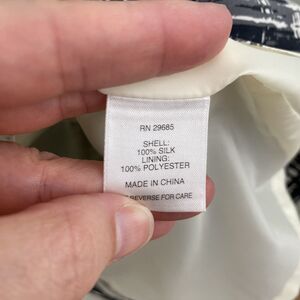 RN 29685
SHELL:
100% SILK
LINING:
100% POLYESTER
MADE IN CHINA
REVERSE FOR CARE